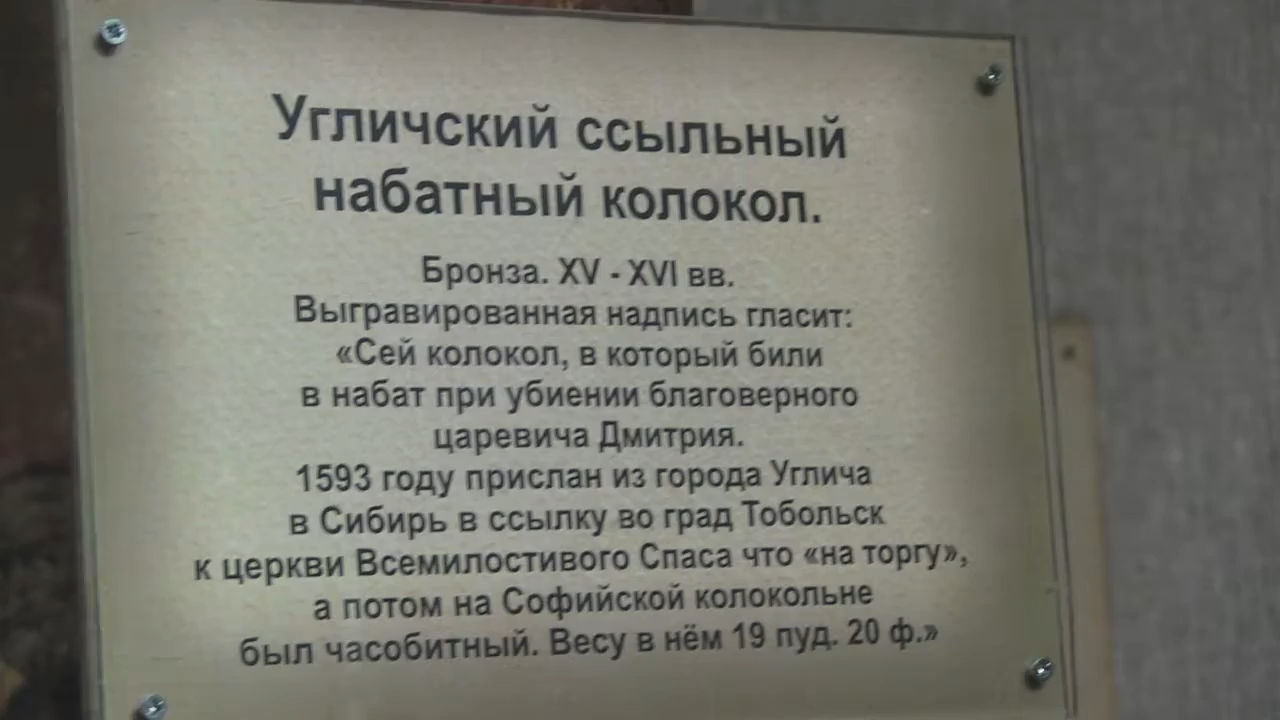 Угличский ссыльный
набатный колокол.
Бронза. XV - XVI вв.
Выгравированная надпись гласит:
«Сей колокол, в который били
в набат при убиении благоверного
царевича Дмитрия.
1593 году прислан из города Углича
в Сибирь в ссылку во град Тобольск
к церкви Всемилостивого Спаса что «на торгу»,
а потом на Софийской колокольне
был часобитный. Весу в нём 19 пуд. 20 ф.»